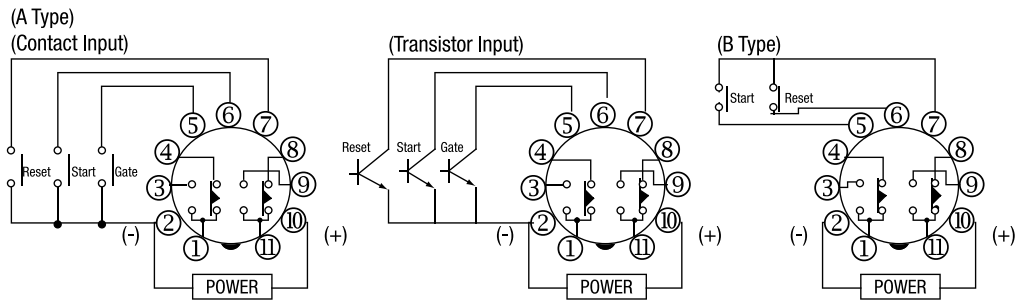 (A Type)
(Contact Input)
(Transistor Input)
(B Type)
Reset
Start
Gate
5
6
7
4
8
3
9
2
10
1
11
(-)
(+)
POWER
Reset
Start
Gate
5
6
7
4
8
3
9
2
10
1
11
(-)
(+)
POWER
Start
Reset
5
6
7
4
8
3
9
2
10
1
11
(-)
(+)
POWER